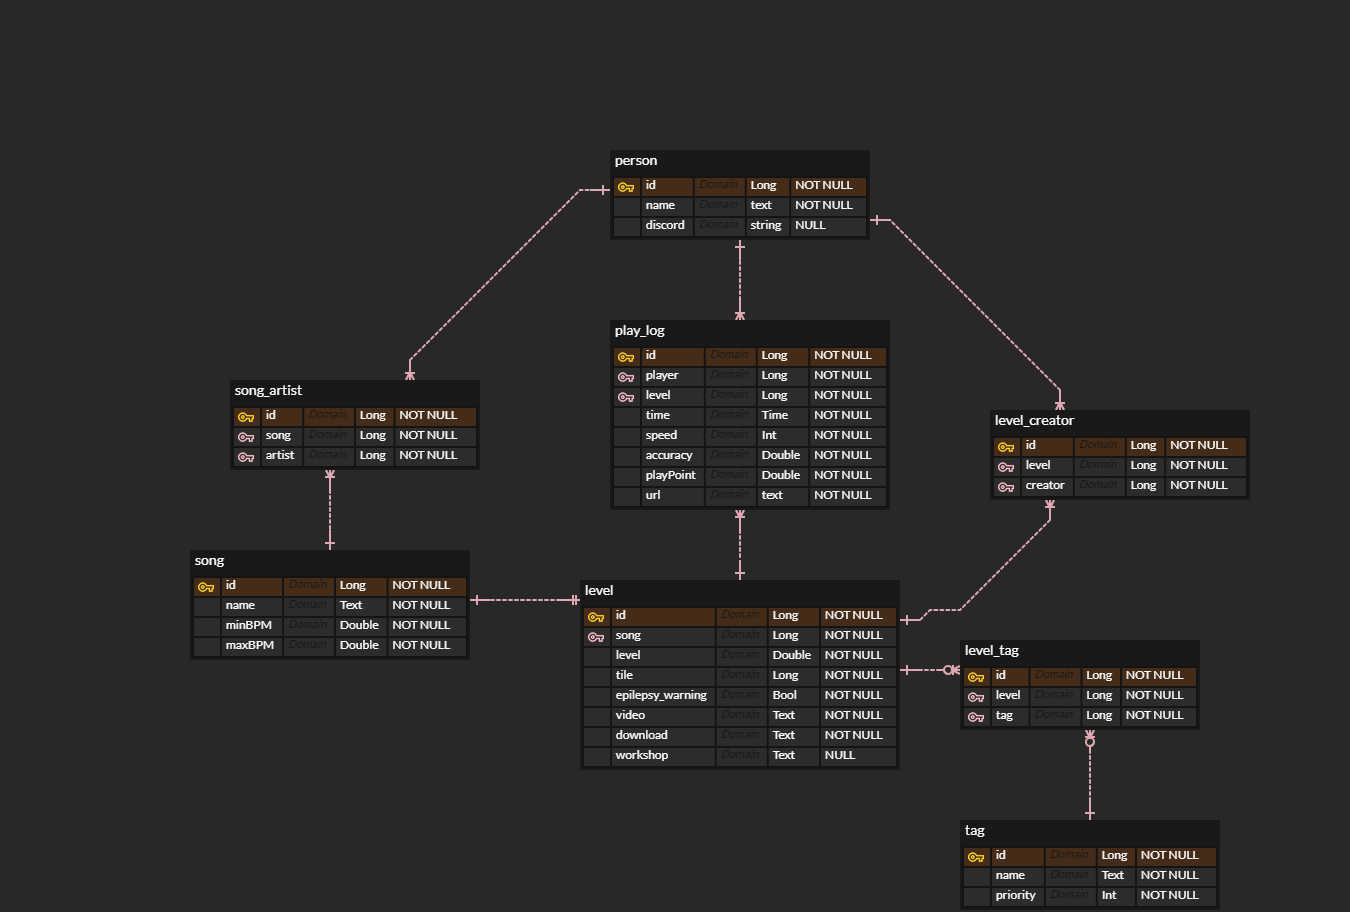 person
id Domain Long NOT NULL
name Domain text NOT NULL
discord Domain string NULL
play_log
id Domain Long NOT NULL
player Domain Long NOT NULL
level Domain Long NOT NULL
time Domain Time NOT NULL
speed Domain Int NOT NULL
accuracy Domain Double NOT NULL
playPoint Domain Double NOT NULL
url Domain text NOT NULL
song_artist
id Domain Long NOT NULL
song Domain Long NOT NULL
artist Domain Long NOT NULL
level_creator
id Domain Long NOT NULL
level Domain Long NOT NULL
creator Domain Long NOT NULL
song
id Domain Long NOT NULL
name Domain Text NOT NULL
minBPM Domain Double NOT NULL
maxBPM Domain Double NOT NULL
level
id Domain Long NOT NULL
song Domain Long NOT NULL
level Domain Double NOT NULL
tile Domain Long NOT NULL
epilepsy_warning Domain Bool NOT NULL
video Domain Text NOT NULL
download Domain Text NOT NULL
workshop Domain Text NULL
level_tag
id Domain Long NOT NULL
level Domain Long NOT NULL
tag Domain Long NOT NULL
tag
id Domain Long NOT NULL
name Domain Text NOT NULL
priority Domain Int NOT NULL